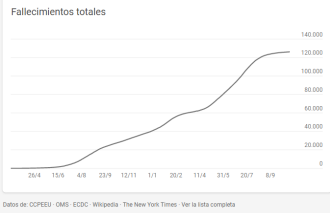 Fallecimientos totales
140.000
120.000
100.000
80.000
60.000
40.000
20.000
0
26/4 15/6 4/8 23/9 12/11 1/1 20/2 11/4 31/5 20/7 8/9
Datos de: CCPEEU · OMS · ECDC · Wikipedia · The New York Times · Ver la lista completa